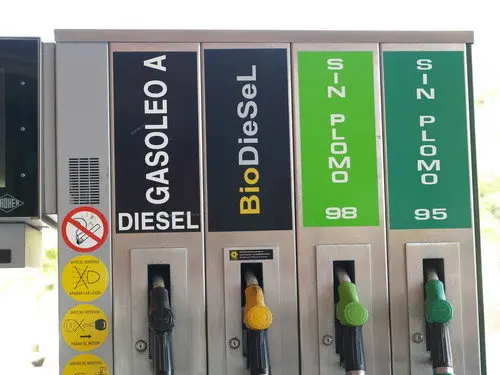 GASOLEO A
DIESEL
BioDieSeL
SIN PLOMO
98
SIN PLOMO
95